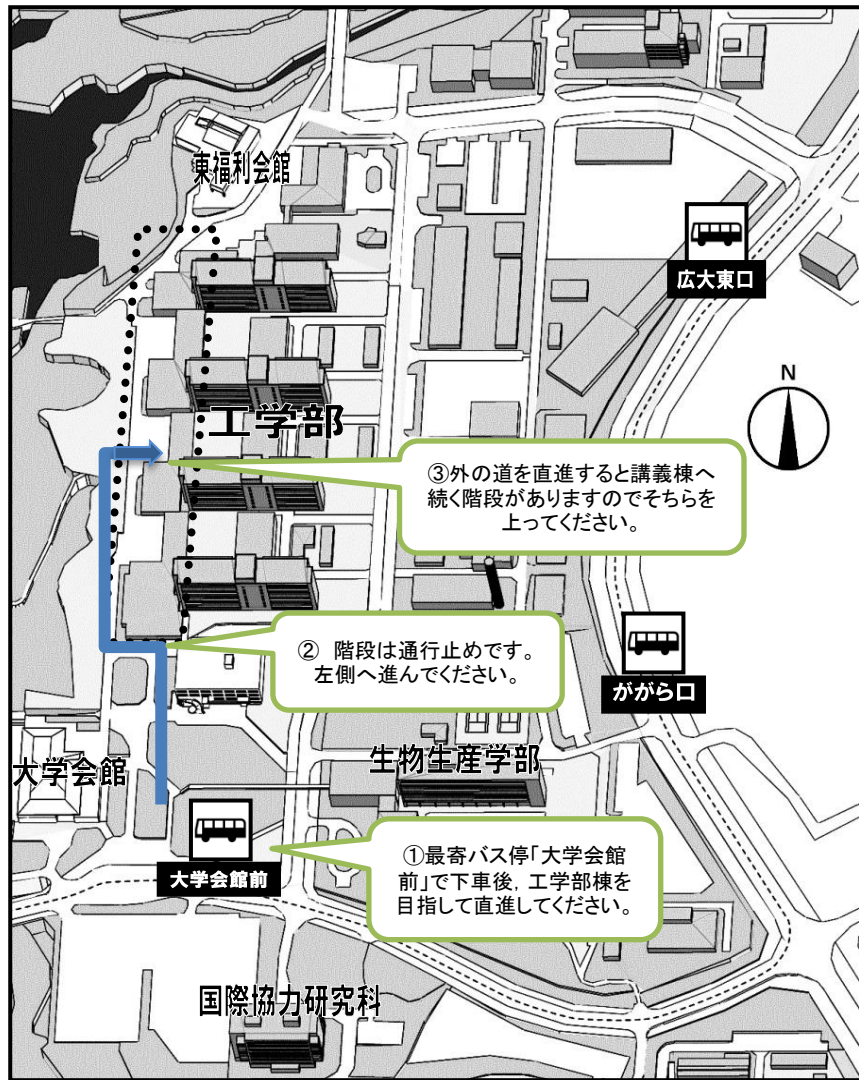 東福利会館
広大東口
N
工学部
③外の道を直進すると講義棟へ
続く階段がありますのでそちらを
上ってください。
②　階段は通行止めです。
左側へ進んでください。
ががら口
生物生産学部
大学会館
大学会館前
①最寄バス停「大学会館
前」で下車後，工学部棟を
目指して直進してください。
国際協力研究科